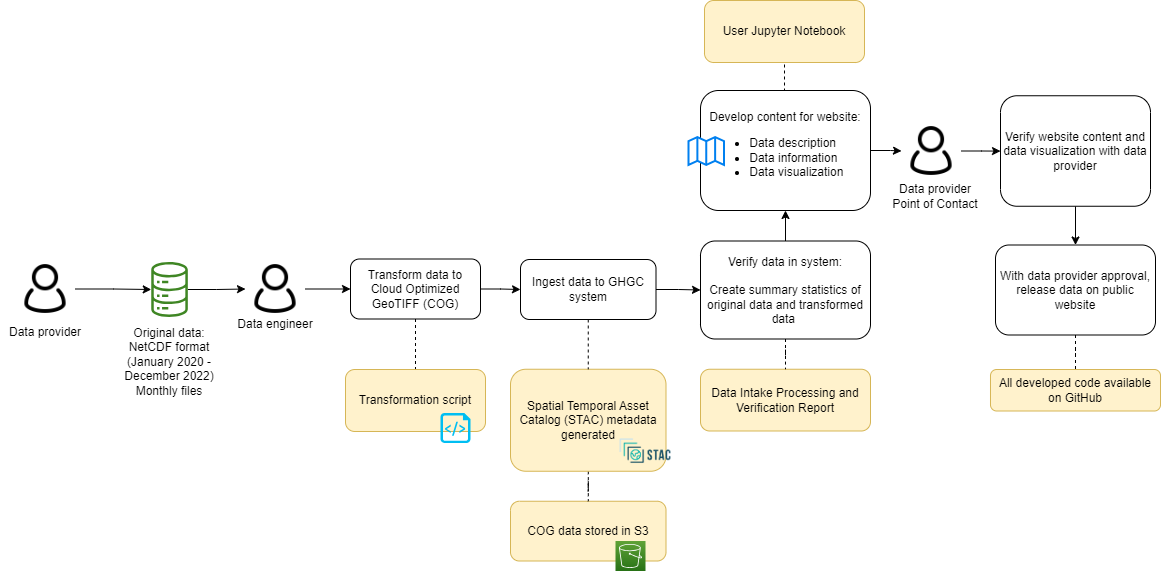 User Jupyter Notebook
Develop content for website:
• Data description
• Data information
• Data visualization
Data provider
Point of Contact
Verify website content and
data visualization with data
provider
Data provider
Original data:
NetCDF format
(January 2020 -
December 2022)
Monthly files
Data engineer
Transform data to
Cloud Optimized
GeoTIFF (COG)
Ingest data to GHGC
system
Verify data in system:
Create summary statistics of
original data and transformed
data
With data provider approval,
release data on public
website
Transformation script
</>
Spatial Temporal Asset
Catalog (STAC) metadata
generated
STAC
Data Intake Processing and
Verification Report
All developed code available
on GitHub
COG data stored in S3